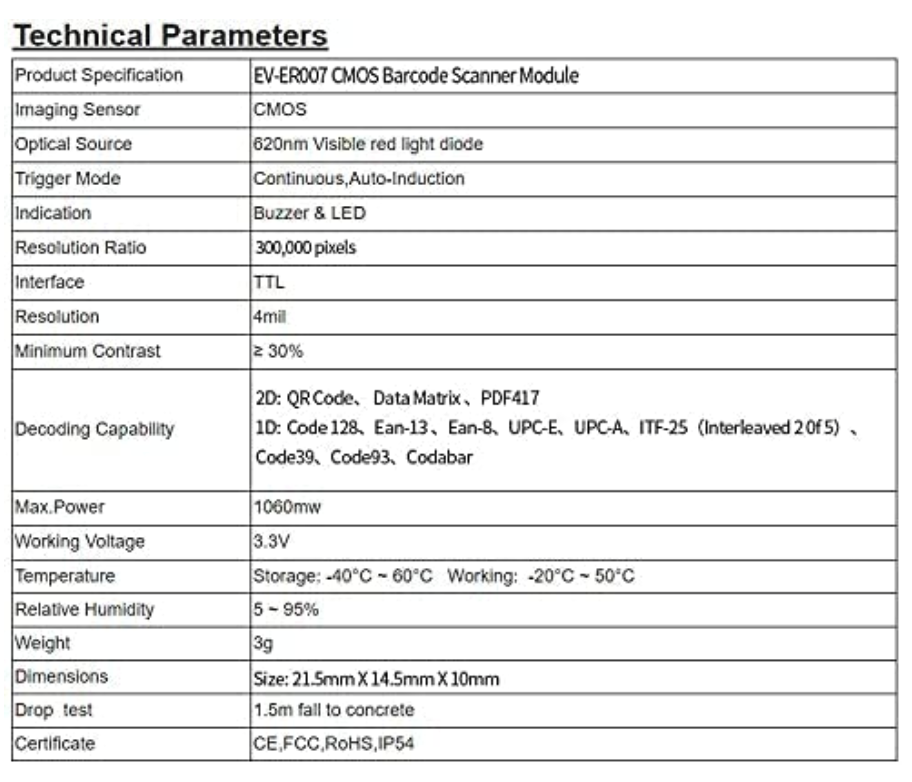 Technical Parameters
Product Specification EV-ER007 CMOS Barcode Scanner Module
Imaging Sensor CMOS
Optical Source 620nm Visible red light diode
Trigger Mode Continuous,Auto-Induction
Indication Buzzer & LED
Resolution Ratio 300,000 pixels
Interface TTL
Resolution 4mil
Minimum Contrast ≥ 30%
Decoding Capability
2D: QR Code、 Data Matrix、 PDF417
1D: Code 128、 Ean-13、 Ean-8、 UPC-E、 UPC-A、 ITF-25（Interleaved 2 0f 5）、
Code39、 Code93、 Codabar
Max.Power 1060mw
Working Voltage 3.3V
Temperature Storage: -40°C ~ 60°C Working: -20°C ~ 50°C
Relative Humidity 5 ~ 95%
Weight 3g
Dimensions Size: 21.5mm X 14.5mm X 10mm
Drop test 1.5m fall to concrete
Certificate CE,FCC,RoHS,IP54